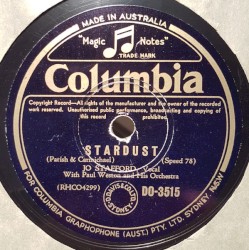 MADE IN AUSTRALIA
"Magic Notes"
TRADE MARK
Columbia
Copyright Record—All rights of the manufacturer and the owner of the recorded
work reserved. Unauthorised public performance, broadcasting and copying of
this record prohibited.
STARDUST
(Parish & Carmichael) (Speed 78)
JO STAFFORD, Vocal
With Paul Weston and His Orchestra
(RHCO4299) DO-3515
SYDNEY
FOR COLUMBIA GRAPHOPHONE (AUST.) PTY. LTD. SYDNEY. N.S.W